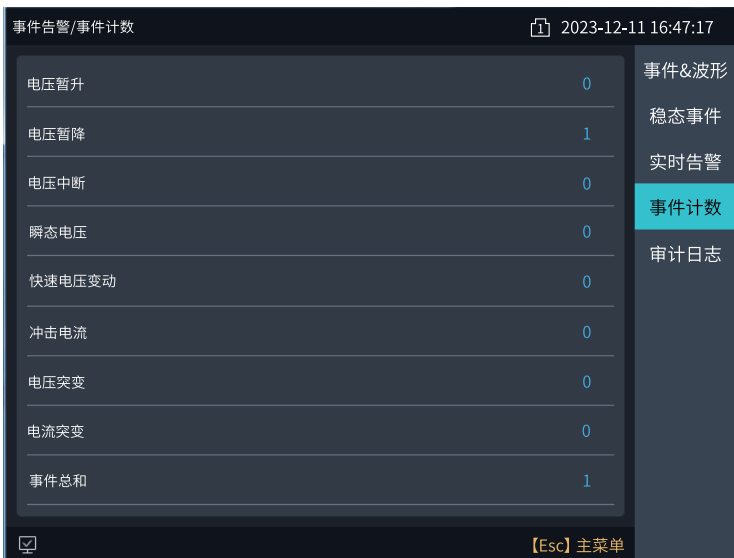 事件告警/事件计数
1 2023-12-11 16:47:17
电压暂升 0
电压暂降 1
电压中断 0
瞬态电压 0
快速电压变动 0
冲击电流 0
电压突变 0
电流突变 0
事件总和 1
事件&波形
稳态事件
实时告警
事件计数
审计日志
【Esc】主菜单